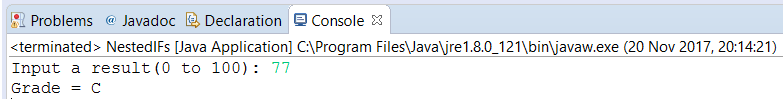 Problems @ Javadoc Declaration Console
<terminated> NestedIFs [Java Application] C:\Program Files\Java\jre1.8.0_121\bin\javaw.exe (20 Nov 2017, 20:14:21)
Input a result(0 to 100): 77
Grade = C